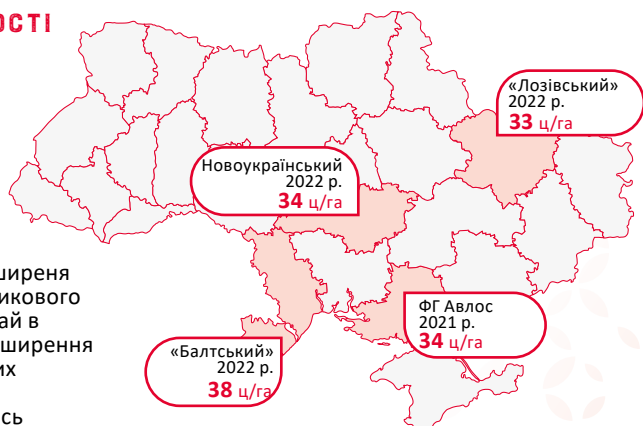 ОСТІ
«Лозівський»
2022 р.
33 ц/га
Новоукраїнський
2022 р.
34 ц/га
ширеня
икового
ай в
ширення
их
сь
ФГ Авлос
2021 р.
34 ц/га
«Балтський»
2022 р.
38 ц/га